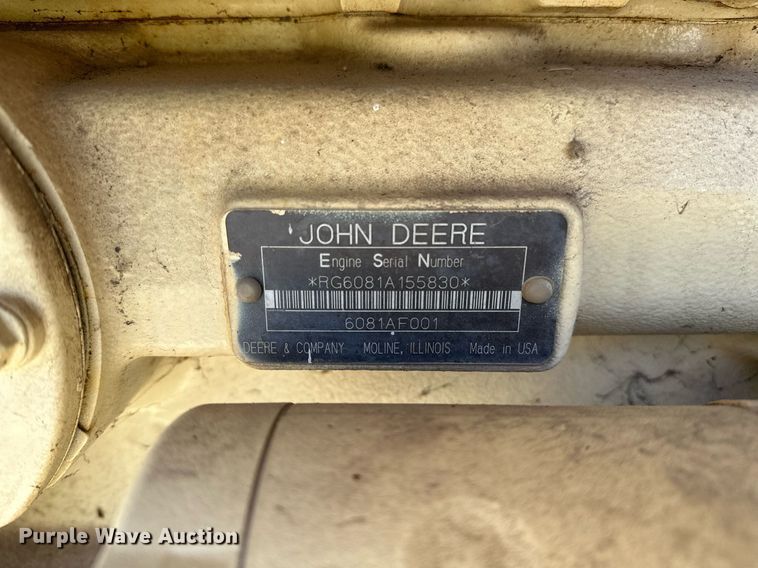 JOHN DEERE
Engine Serial Number
*RG6081A155830*
6081AF001
DEERE & COMPANY MOLINE, ILLINOIS Made in USA
Purple Wave Auction